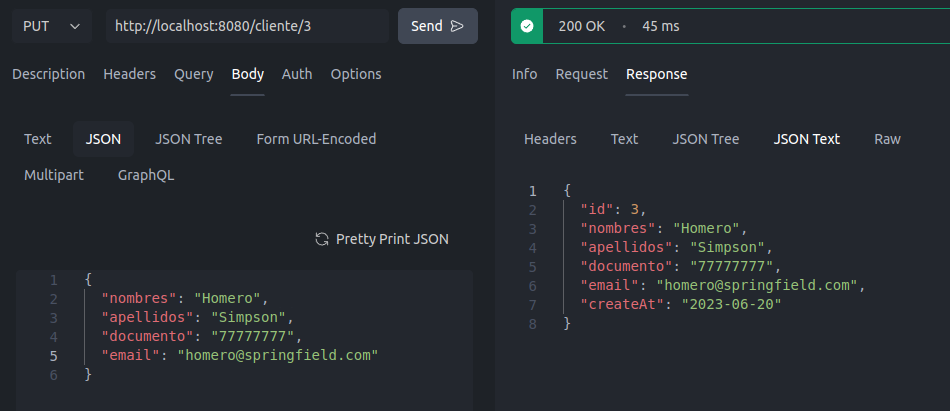 PUT http://localhost:8080/cliente/3 Send
Description Headers Query Body Auth Options
Text JSON JSON Tree Form URL-Encoded
Multipart GraphQL
Pretty Print JSON
1 {
2 "nombres": "Homero",
3 "apellidos": "Simpson",
4 "documento": "77777777",
5 "email": "homero@springfield.com"
6 }
200 OK • 45 ms
Info Request Response
Headers Text JSON Tree JSON Text Raw
1 {
2 "id": 3,
3 "nombres": "Homero",
4 "apellidos": "Simpson",
5 "documento": "77777777",
6 "email": "homero@springfield.com",
7 "createAt": "2023-06-20"
8 }